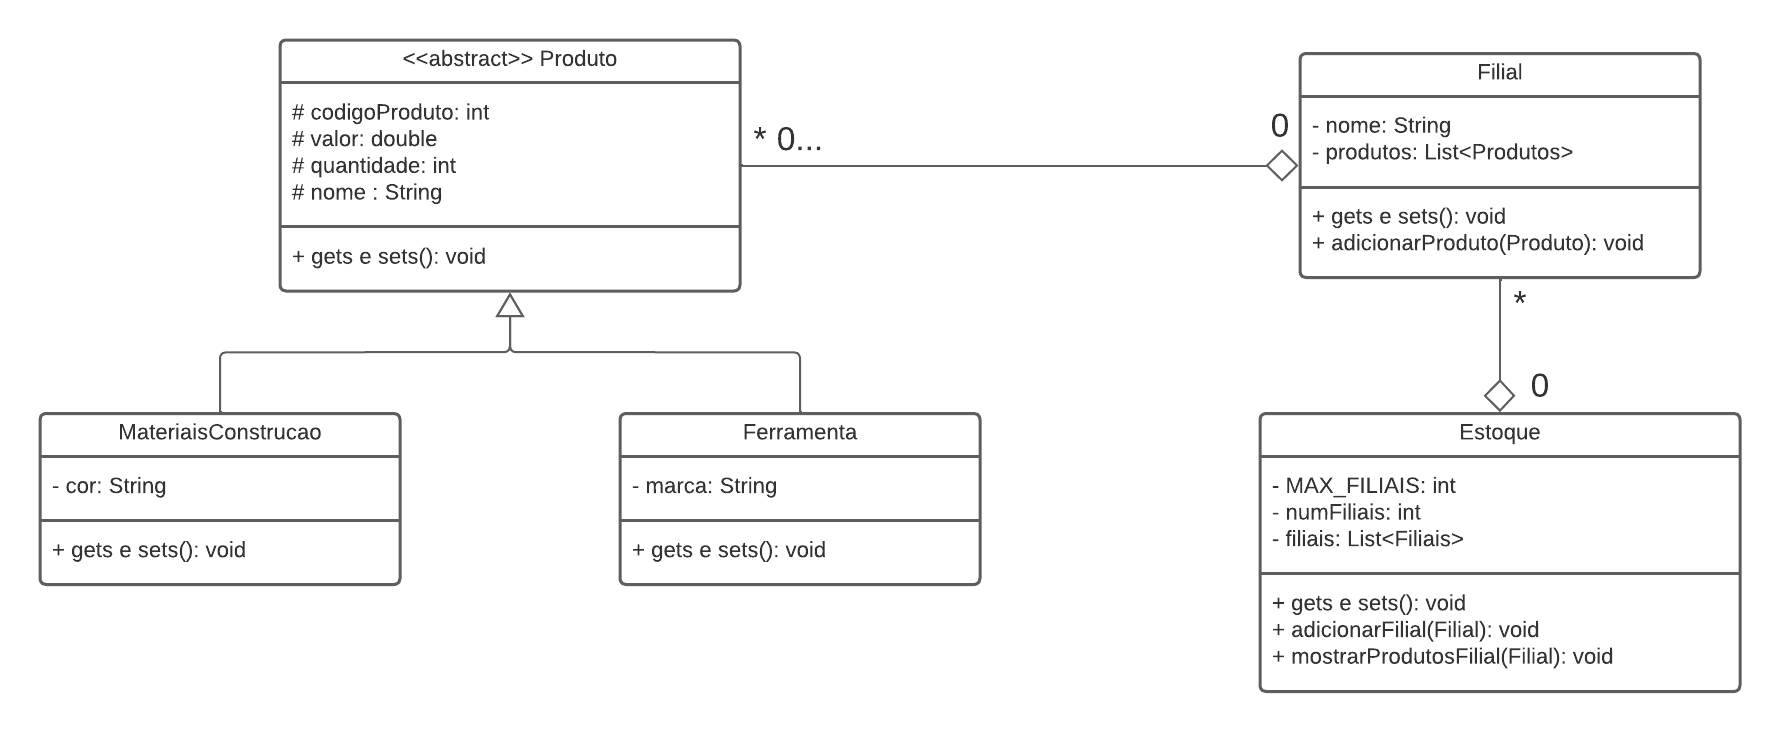 <<abstract>> Produto
# codigoProduto: int
# valor: double
# quantidade: int
# nome : String
+ gets e sets(): void
* 0...
0
Filial
- nome: String
- produtos: List<Produtos>
+ gets e sets(): void
+ adicionarProduto(Produto): void
*
0
MateriaisConstrucao
- cor: String
+ gets e sets(): void
Ferramenta
- marca: String
+ gets e sets(): void
Estoque
- MAX_FILIAIS: int
- numFiliais: int
- filiais: List<Filiais>
+ gets e sets(): void
+ adicionarFilial(Filial): void
+ mostrarProdutosFilial(Filial): void